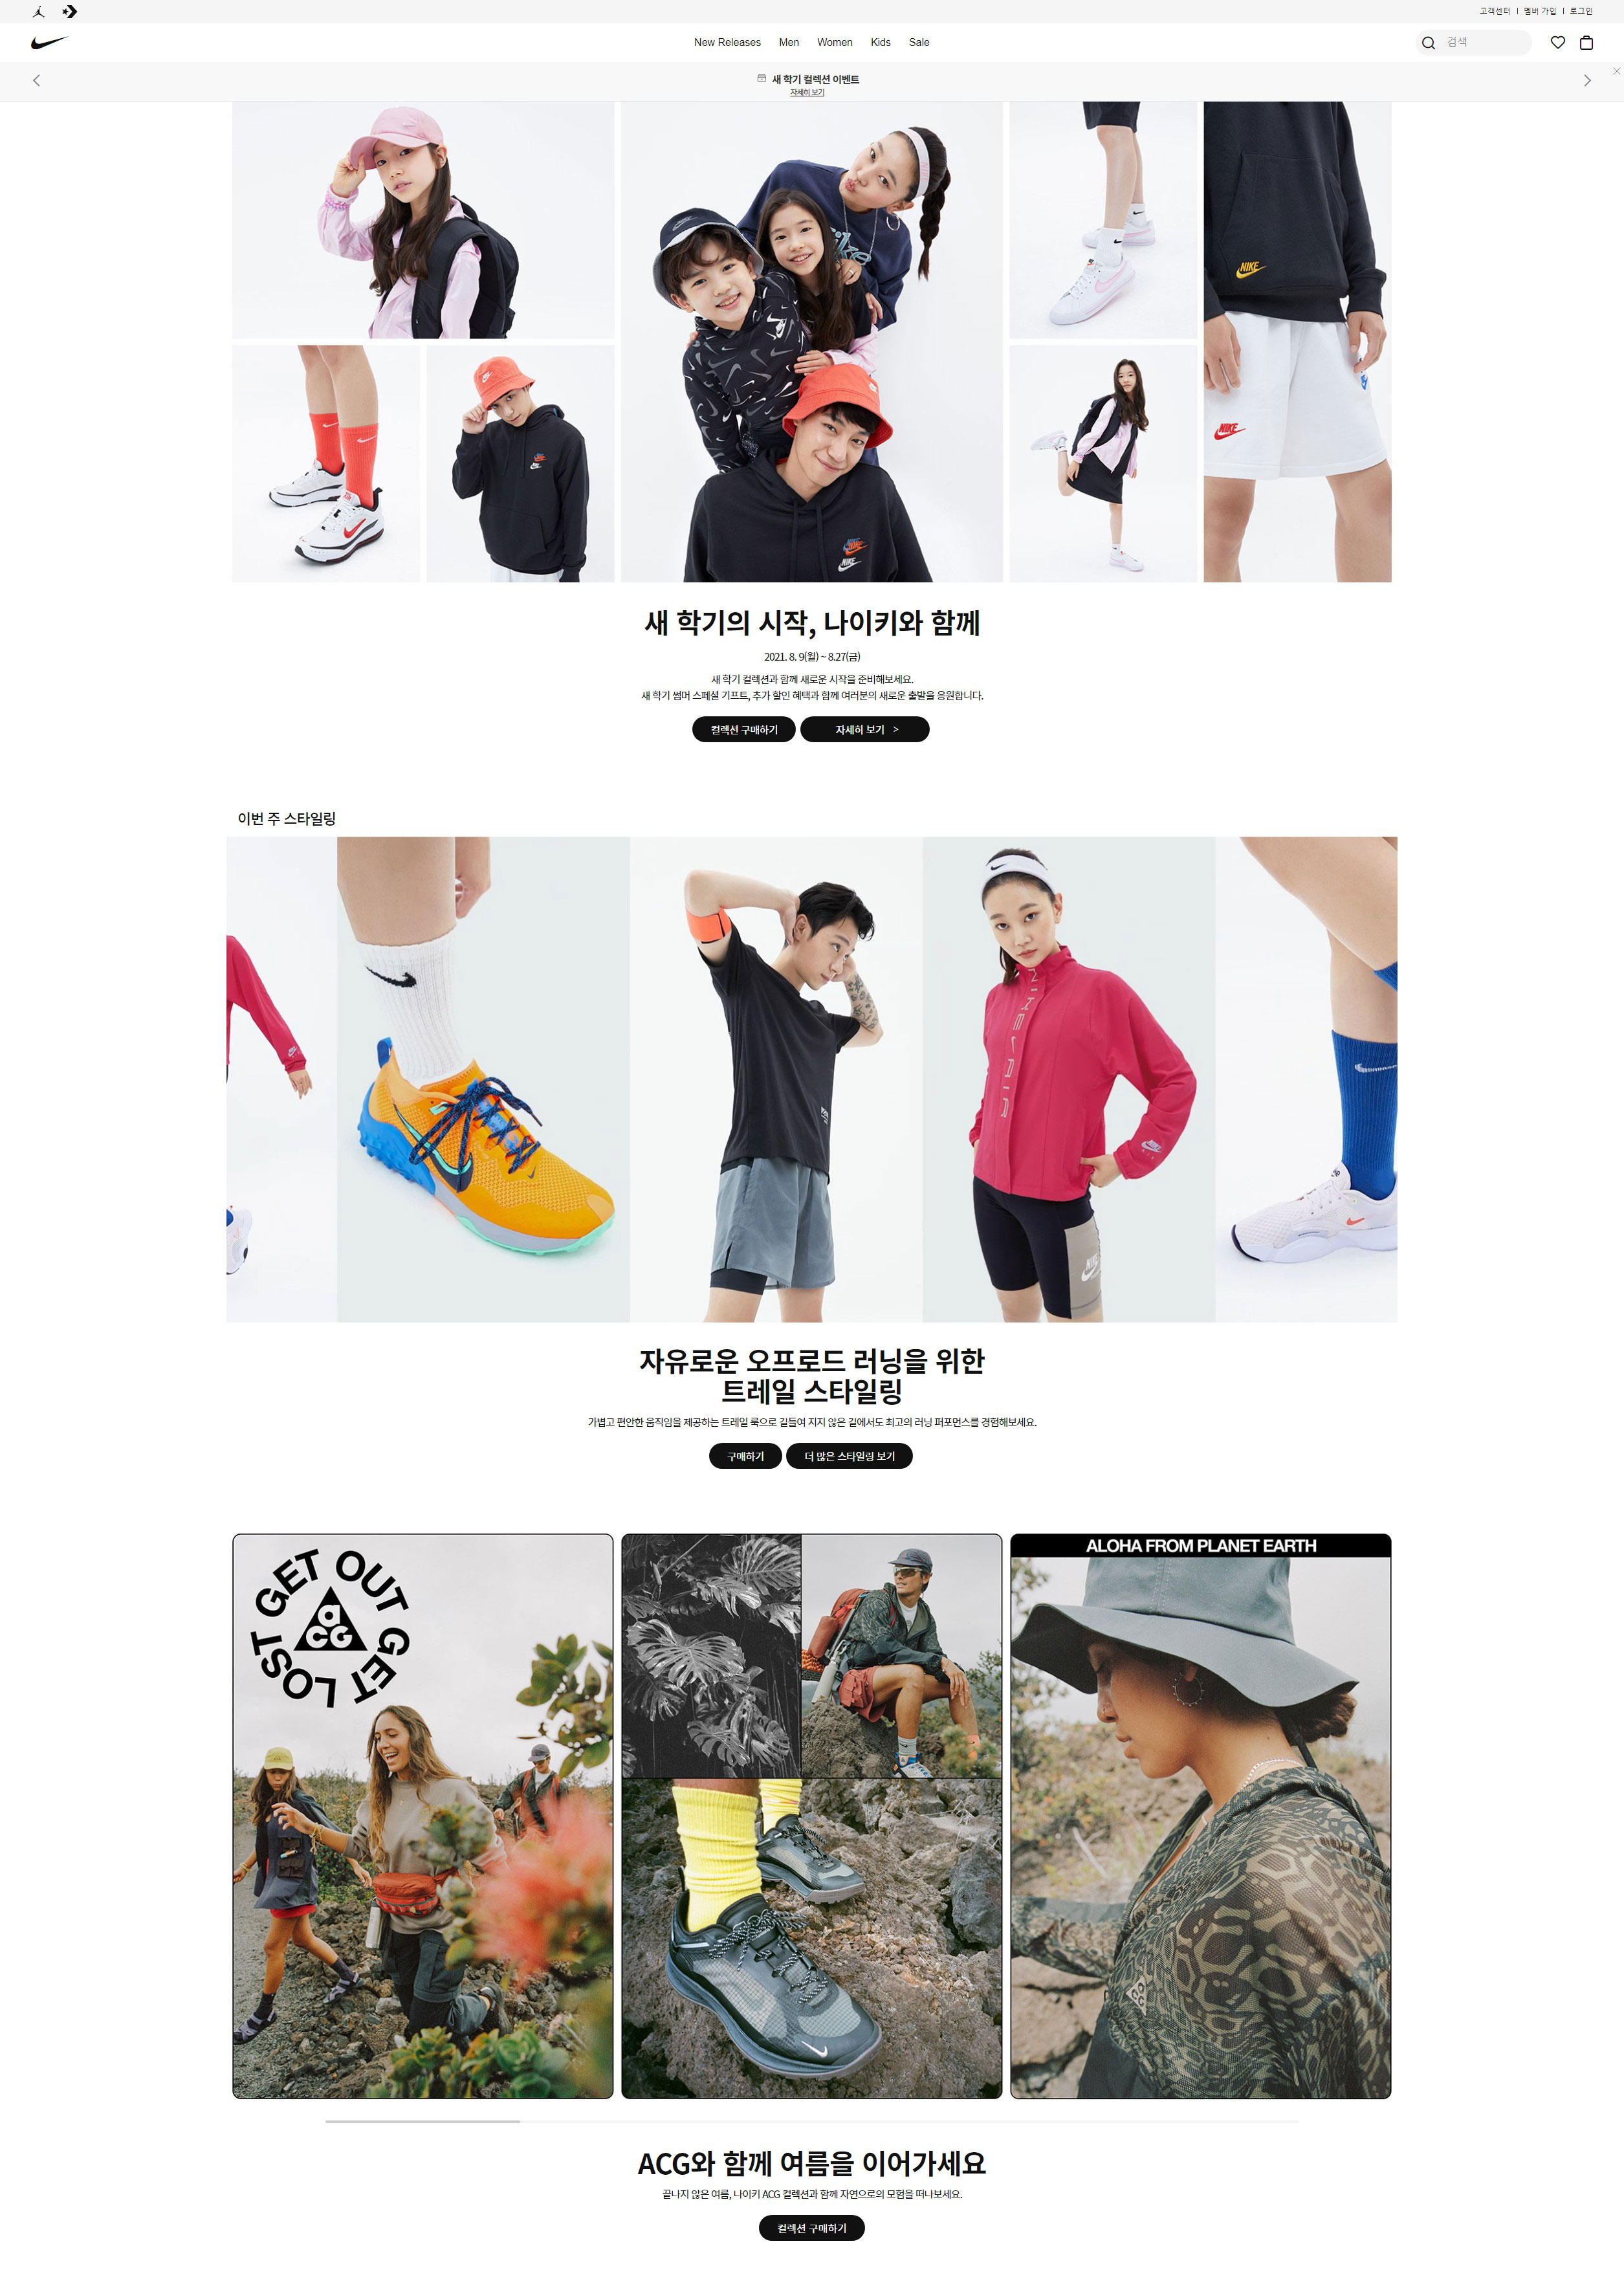 고객센터 | 멤버 가입 | 로그인
New Releases Men Women Kids Sale
검색
새 학기 컬렉션 이벤트
자세히 보기
NIKE
NIKE
NIKE
NIKE
새 학기의 시작, 나이키와 함께
2021. 8. 9(월) ~ 8.27(금)
새 학기 컬렉션과 함께 새로운 시작을 준비해보세요.
새 학기 썸머 스페셜 기프트, 추가 할인 혜택과 함께 여러분의 새로운 출발을 응원합니다.
컬렉션 구매하기
자세히 보기 >
이번 주 스타일링
NIKE AIR
NIKE
자유로운 오프로드 러닝을 위한
트레일 스타일링
가볍고 편안한 움직임을 제공하는 트레일 룩으로 길들여 지지 않은 길에서도 최고의 러닝 퍼포먼스를 경험해보세요.
구매하기
더 많은 스타일링 보기
GET OUT GET LOST
aCG
ALOHA FROM PLANET EARTH
ACG와 함께 여름을 이어가세요
끝나지 않은 여름, 나이키 ACG 컬렉션과 함께 자연으로의 모험을 떠나보세요.
컬렉션 구매하기